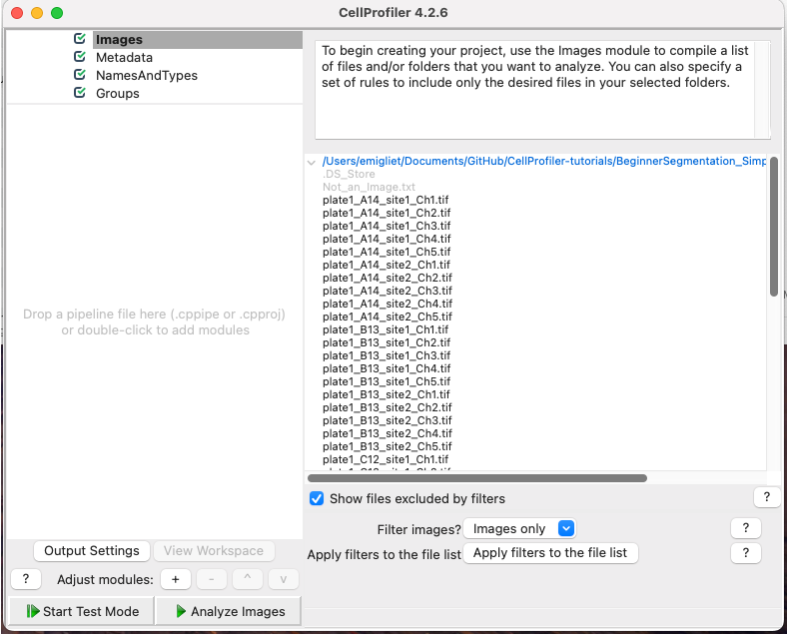 CellProfiler 4.2.6
Images
Metadata
NamesAndTypes
Groups
Drop a pipeline file here (.cppipe or .cpproj)
or double-click to add modules
Output Settings
View Workspace
?
Adjust modules:
+
-
^
v
Start Test Mode
Analyze Images
To begin creating your project, use the Images module to compile a list
of files and/or folders that you want to analyze. You can also specify a
set of rules to include only the desired files in your selected folders.
/Users/emigliet/Documents/GitHub/CellProfiler-tutorials/BeginnerSegmentation_Simp
.DS_Store
Not_an_Image.txt
plate1_A14_site1_Ch1.tif
plate1_A14_site1_Ch2.tif
plate1_A14_site1_Ch3.tif
plate1_A14_site1_Ch4.tif
plate1_A14_site1_Ch5.tif
plate1_A14_site2_Ch1.tif
plate1_A14_site2_Ch2.tif
plate1_A14_site2_Ch3.tif
plate1_A14_site2_Ch4.tif
plate1_A14_site2_Ch5.tif
plate1_B13_site1_Ch1.tif
plate1_B13_site1_Ch2.tif
plate1_B13_site1_Ch3.tif
plate1_B13_site1_Ch4.tif
plate1_B13_site1_Ch5.tif
plate1_B13_site2_Ch1.tif
plate1_B13_site2_Ch2.tif
plate1_B13_site2_Ch3.tif
plate1_B13_site2_Ch4.tif
plate1_B13_site2_Ch5.tif
plate1_C12_site1_Ch1.tif
Show files excluded by filters
?
Filter images?
Images only
?
Apply filters to the file list
Apply filters to the file list
?